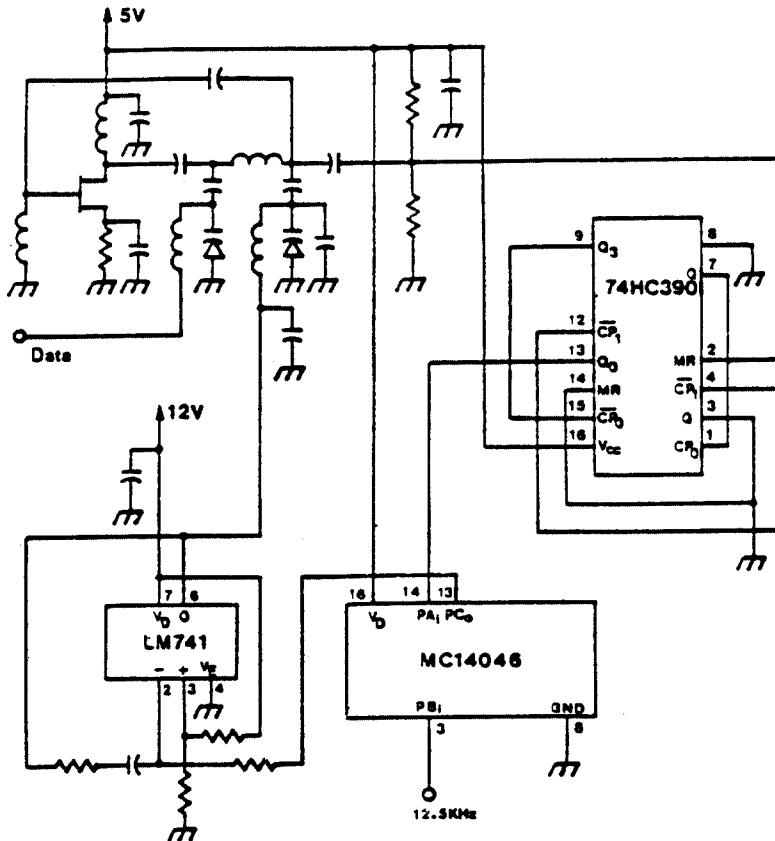 5V
Data
12V
9 Q3
8
74HC390
Q 7
12 CP1
13 Q0
14 MR
15 CP0
16 VCC
MR 2
CP1 4
Q 3
CP0 1
7 6
VD O
LM741
- + VE
2 3 4
16 14 13
VD PA1 PC0
MC14046
PB1 GND
3 8
12.5KHz